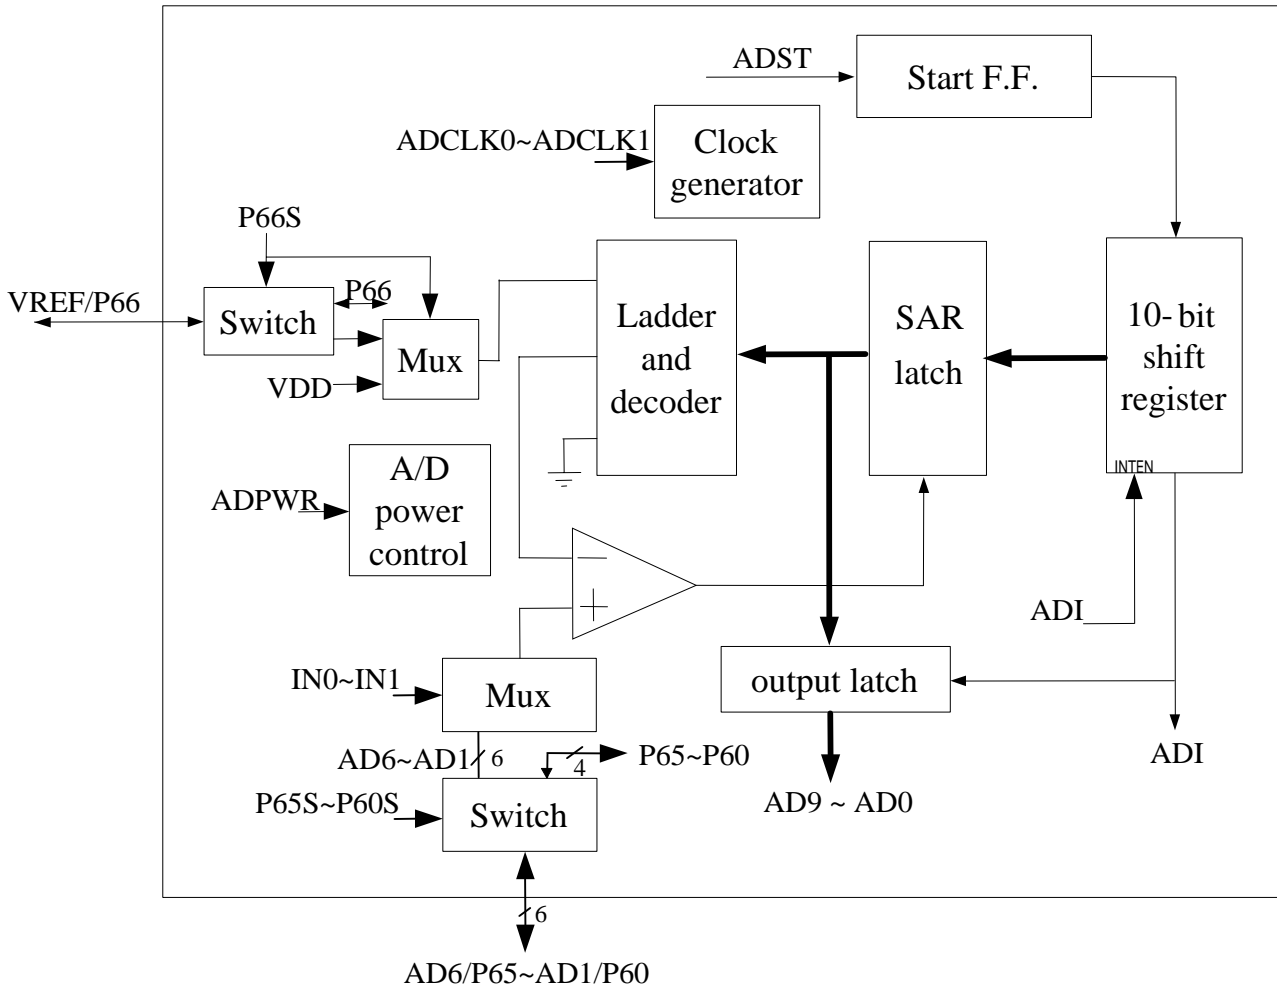 ADST
Start F.F.
ADCLK0~ADCLK1
Clock
generator
P66S
VREF/P66
Switch
P66
Mux
VDD
Ladder
and
decoder
SAR
latch
10-bit
shift
register
INTEN
A/D
power
control
ADPWR
ADI
IN0~IN1
Mux
output latch
AD6~AD1
6
4
P65~P60
ADI
P65S~P60S
Switch
AD9 ~ AD0
6
AD6/P65~AD1/P60